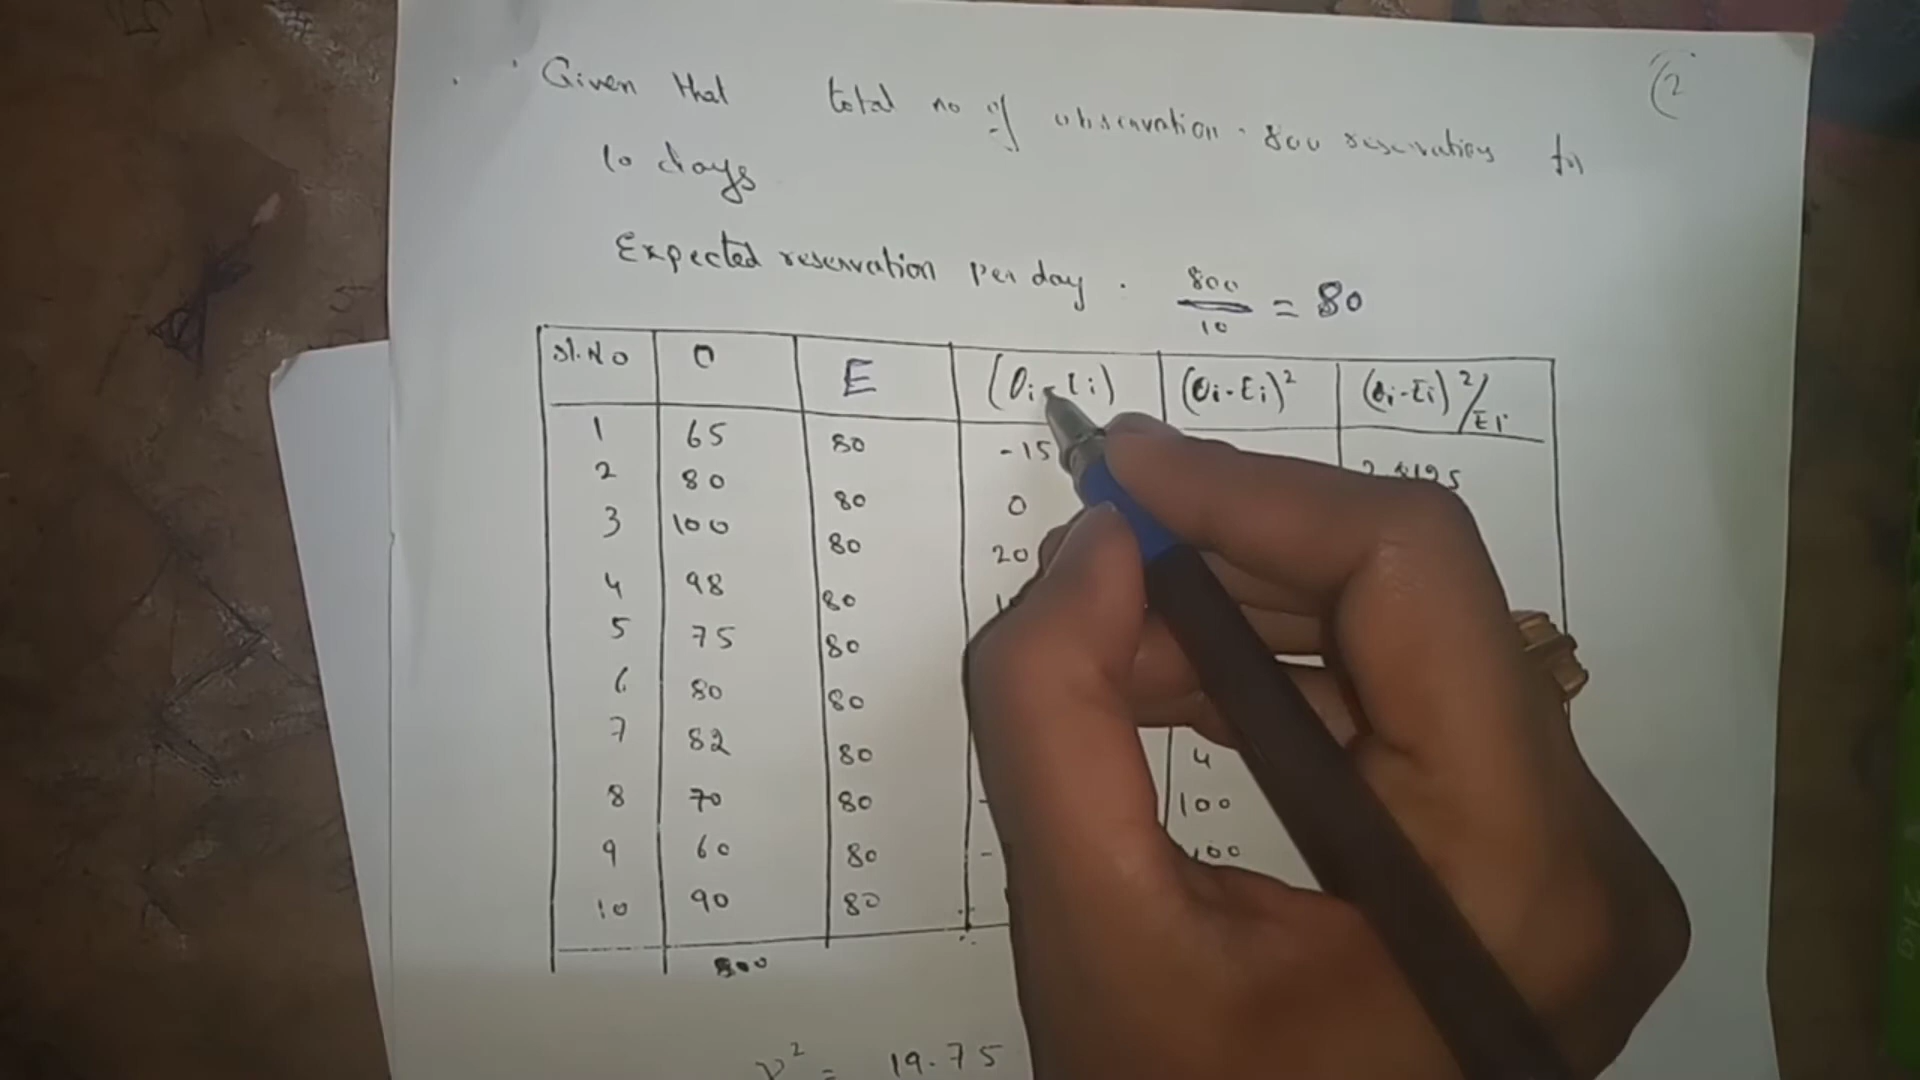 (2
Given that total no of observation - 800 reservation for
10 days
Expected reservation per day . 800/10 = 80
Sl.No O E (Oi-Ei) (Oi-Ei)² (Oi-Ei)²/Ei
1 65 80 -15
2 80 80 0
3 100 80 20
4 98 80
5 75 80
6 80 80
7 82 80 4
8 70 80 - 100
9 60 80 - 400
10 90 80
800
= 19.75